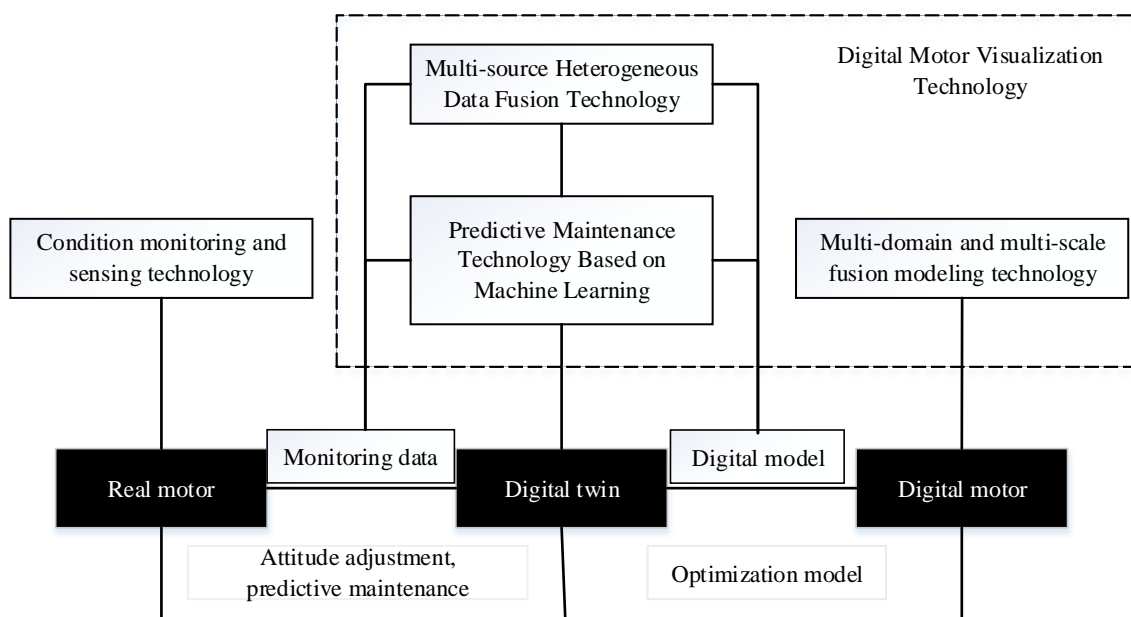 Digital Motor Visualization
Technology
Multi-source Heterogeneous
Data Fusion Technology
Predictive Maintenance
Technology Based on
Machine Learning
Condition monitoring and
sensing technology
Multi-domain and multi-scale
fusion modeling technology
Monitoring data
Digital model
Real motor
Digital twin
Digital motor
Attitude adjustment,
predictive maintenance
Optimization model